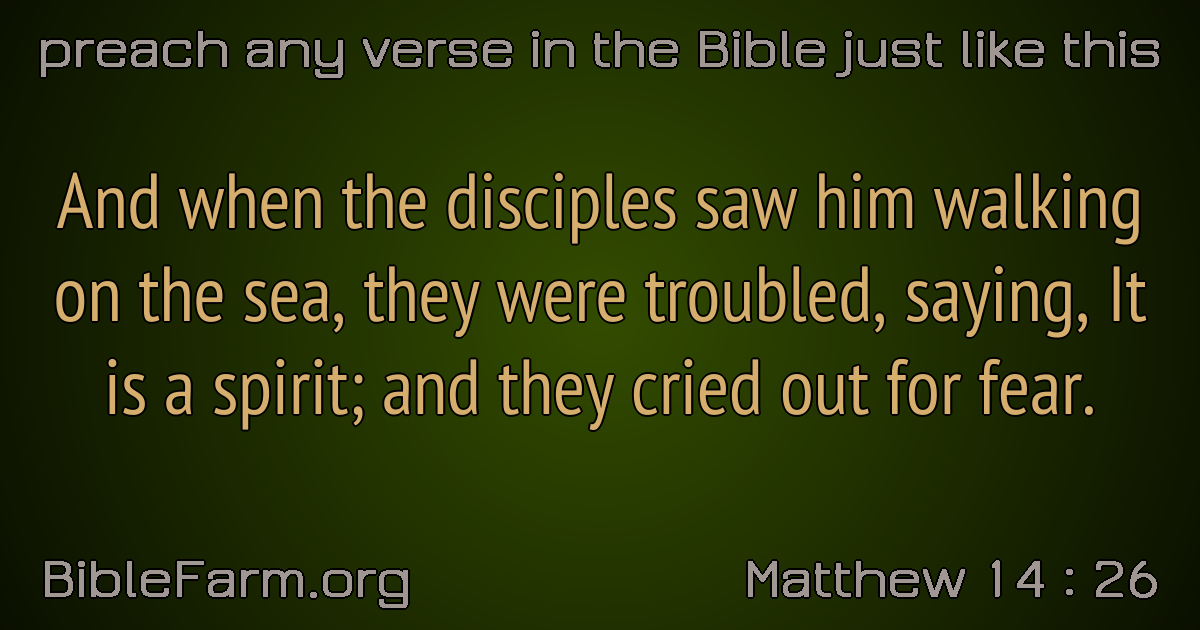 preach any verse in the Bible just like this
And when the disciples saw him walking
on the sea, they were troubled, saying, It
is a spirit; and they cried out for fear.
BibleFarm.org
Matthew 14 : 26